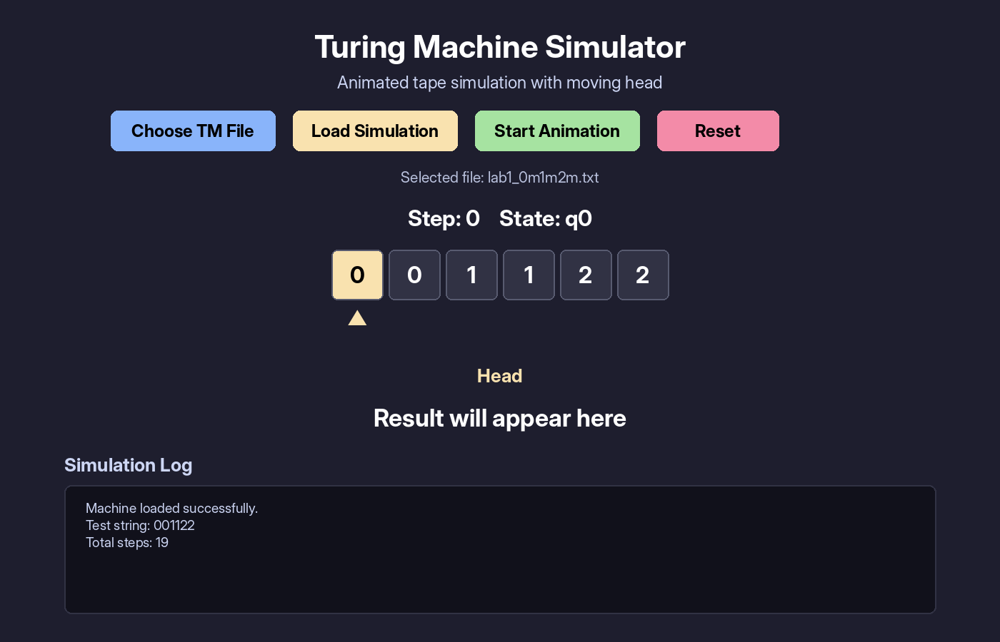 Turing Machine Simulator
Animated tape simulation with moving head
Choose TM File Load Simulation Start Animation Reset
Selected file: lab1_0m1m2m.txt
Step: 0 State: q0
0 0 1 1 2 2
Head
Result will appear here
Simulation Log
Machine loaded successfully.
Test string: 001122
Total steps: 19